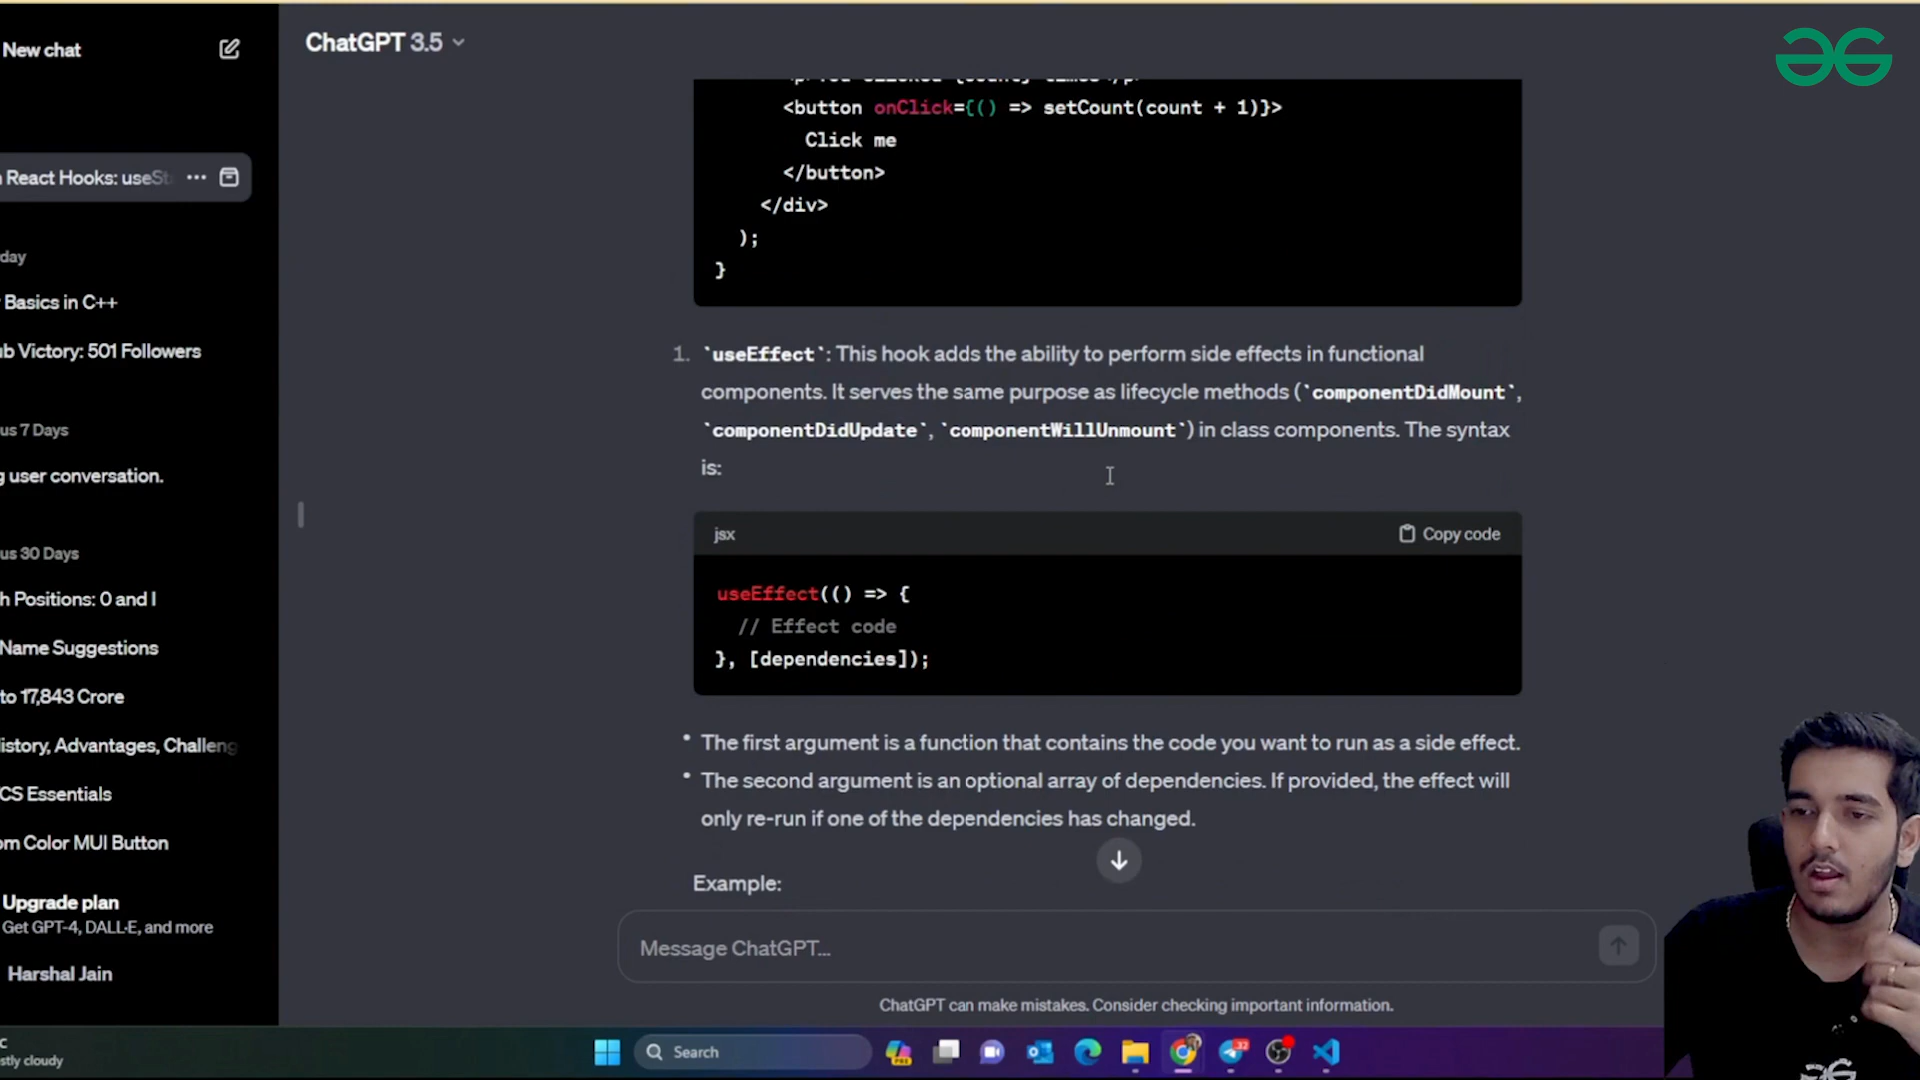 New chat
React Hooks: useSt
day
Basics in C++
ub Victory: 501 Followers
us 7 Days
g user conversation.
us 30 Days
h Positions: 0 and I
Name Suggestions
to 17,843 Crore
istory, Advantages, Challeng
CS Essentials
om Color MUI Button
Upgrade plan
Get GPT-4, DALL·E, and more
Harshal Jain
ChatGPT 3.5
<button onClick={() => setCount(count + 1)}>
Click me
</button>
</div>
);
}
1. `useEffect`: This hook adds the ability to perform side effects in functional
components. It serves the same purpose as lifecycle methods (`componentDidMount`,
`componentDidUpdate`, `componentWillUnmount`) in class components. The syntax
is:
jsx
Copy code
useEffect(() => {
// Effect code
}, [dependencies]);
• The first argument is a function that contains the code you want to run as a side effect.
• The second argument is an optional array of dependencies. If provided, the effect will
only re-run if one of the dependencies has changed.
Example:
Message ChatGPT...
ChatGPT can make mistakes. Consider checking important information.
C
stly cloudy
Search